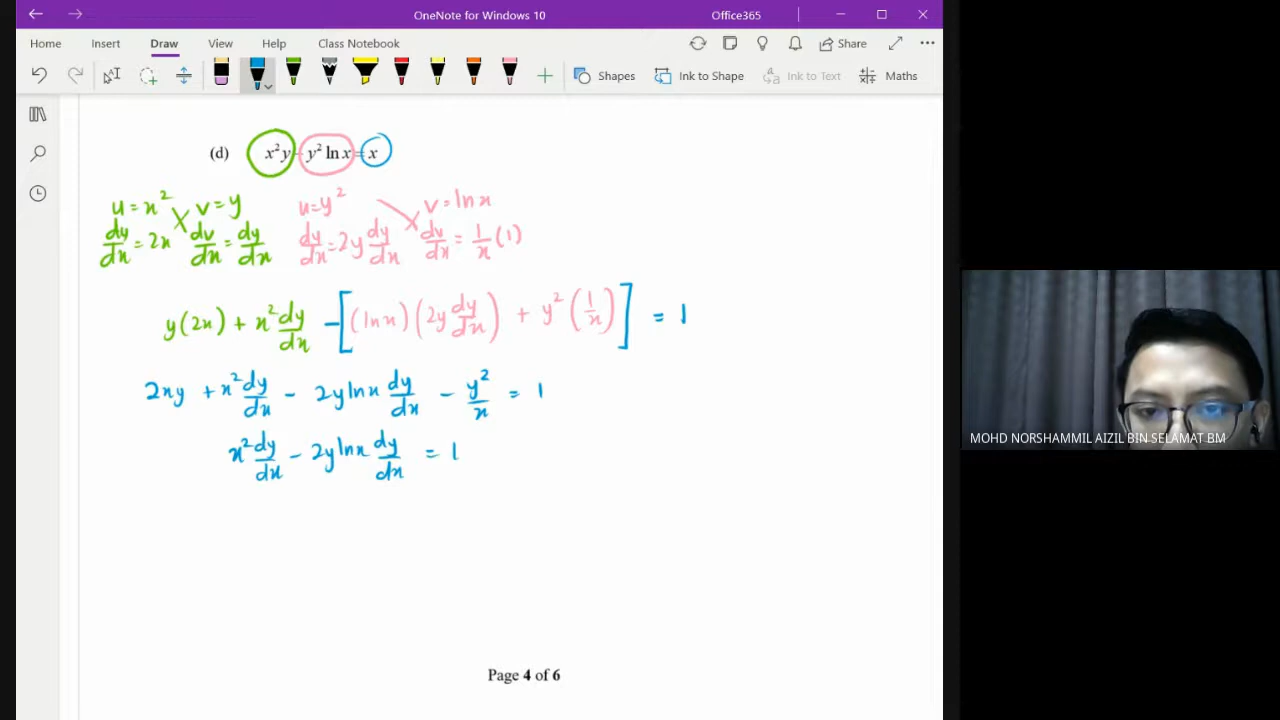 OneNote for Windows 10
Office365
Home Insert Draw View Help Class Notebook Share
Shapes Ink to Shape Ink to Text Maths
(d) x²y - y² ln x = x
u = x² v = y u = y² v = ln x
dy/dx = 2x dv/dx = dy/dx dy/dx = 2y dy/dx dv/dx = 1/x (1)
y(2x) + x² dy/dx - [(ln x)(2y dy/dx) + y² (1/x)] = 1
2xy + x² dy/dx - 2y ln x dy/dx - y²/x = 1
x² dy/dx - 2y ln x dy/dx = 1
MOHD NORSHAMMIL AIZIL BIN SELAMAT BM
Page 4 of 6